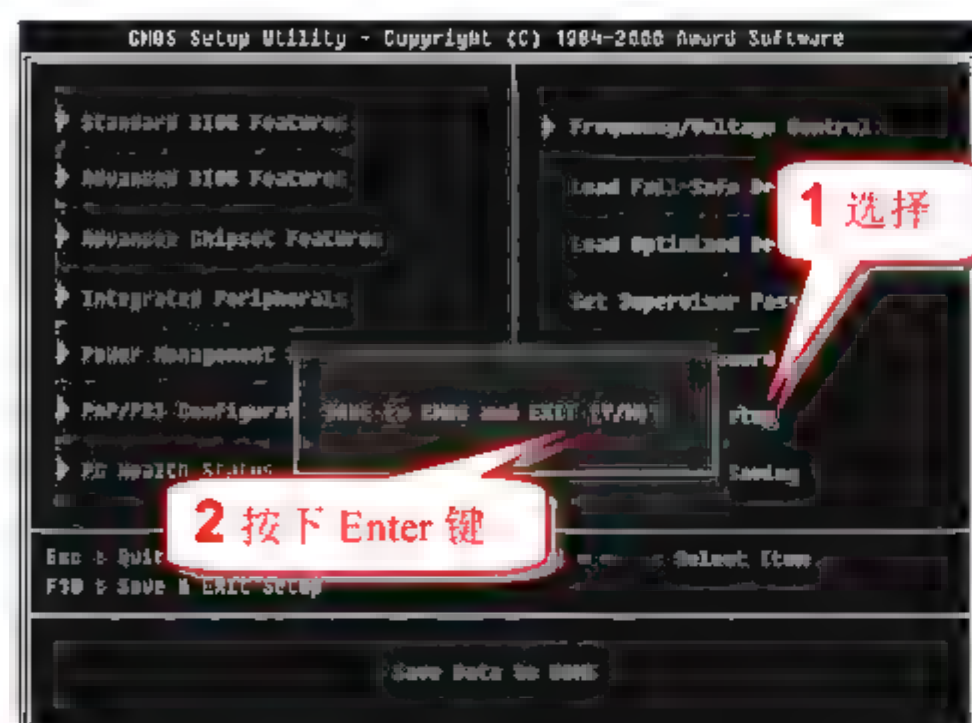 CMOS Setup Utility - Copyright (C) 1984-2000 Award Software
Standard BIOS Features
Advanced BIOS Features
Advanced Chipset Features
Integrated Peripherals
Power Management
PnP/PCI Configurat
PC Health Status
Frequency/Voltage Control
Load Fail-Safe De
Load Optimized De
Set Supervisor Pass
Saving
1 选择
SAVE to CMOS and EXIT (Y/N)
2 按下 Enter 键
Esc : Quit
Select Item
F10 : Save & Exit Setup
Save Data to CMOS